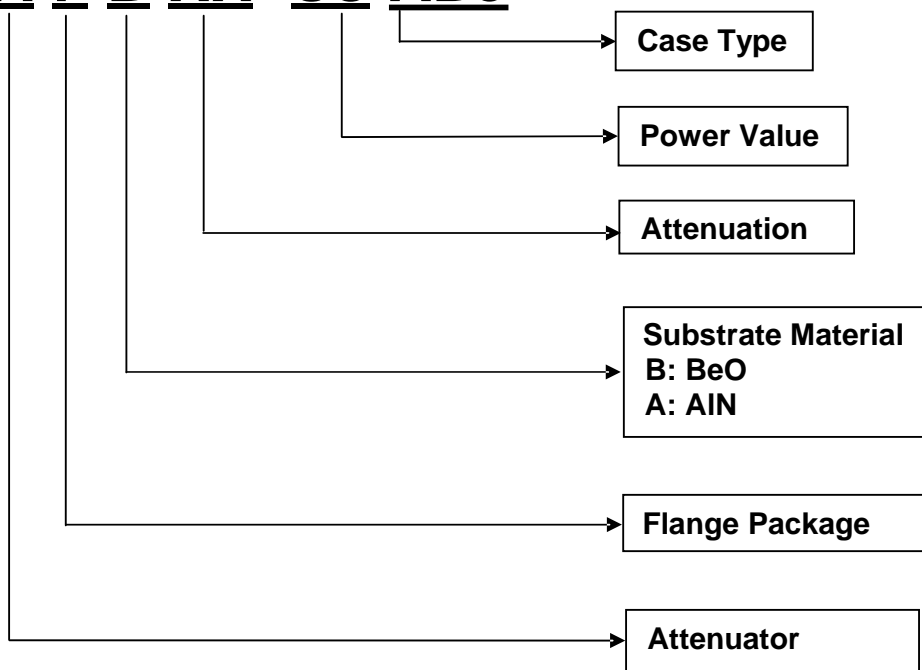 Case Type
Power Value
Attenuation
Substrate Material
B: BeO
A: AlN
Flange Package
Attenuator